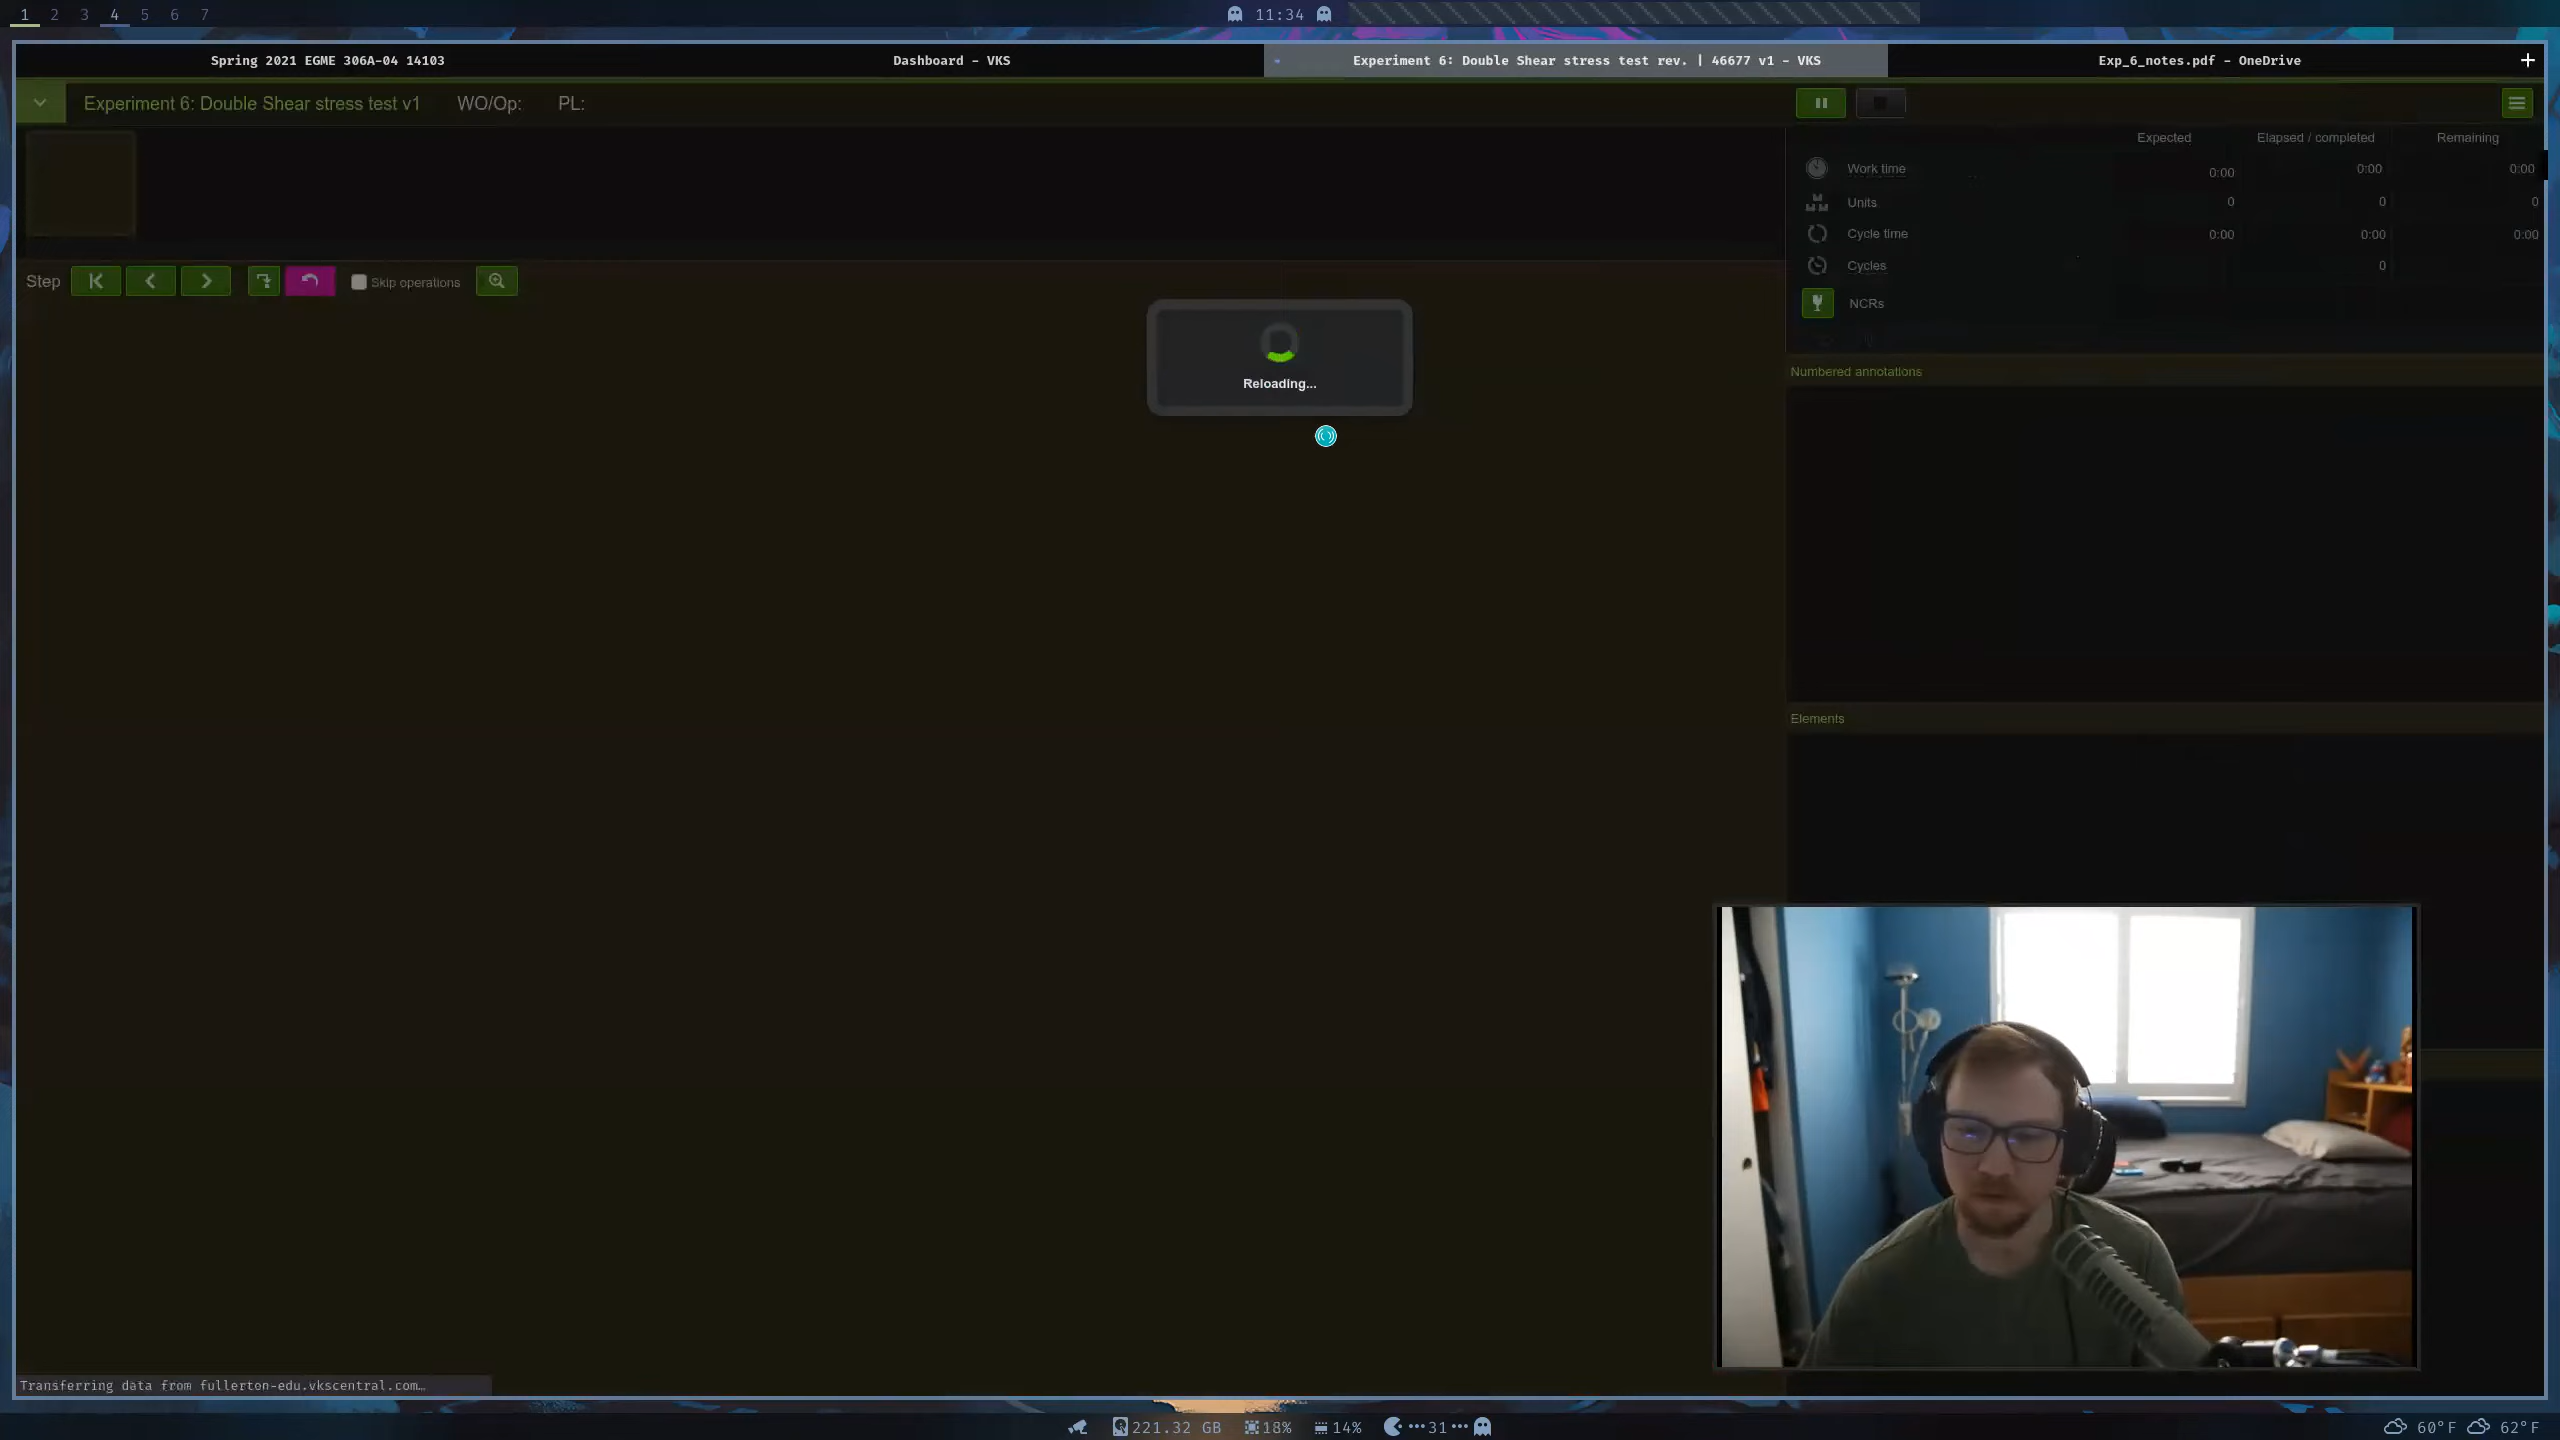 1 2 3 4 5 6 7
11:34
Spring 2021 EGME 306A-04 14103
Dashboard - VKS
Experiment 6: Double Shear stress test rev. | 46677 v1 - VKS
Exp_6_notes.pdf - OneDrive
Experiment 6: Double Shear stress test v1 WO/Op: PL:
Expected Elapsed / completed Remaining
Work time 0:00 0:00 0:00
Units 0 0 0
Cycle time 0:00 0:00 0:00
Cycles 0
NCRs
Step Skip operations
Reloading...
Numbered annotations
Elements
Transferring data from fullerton-edu.vkscentral.com…
221.32 GB 18% 14% 31
60°F 62°F